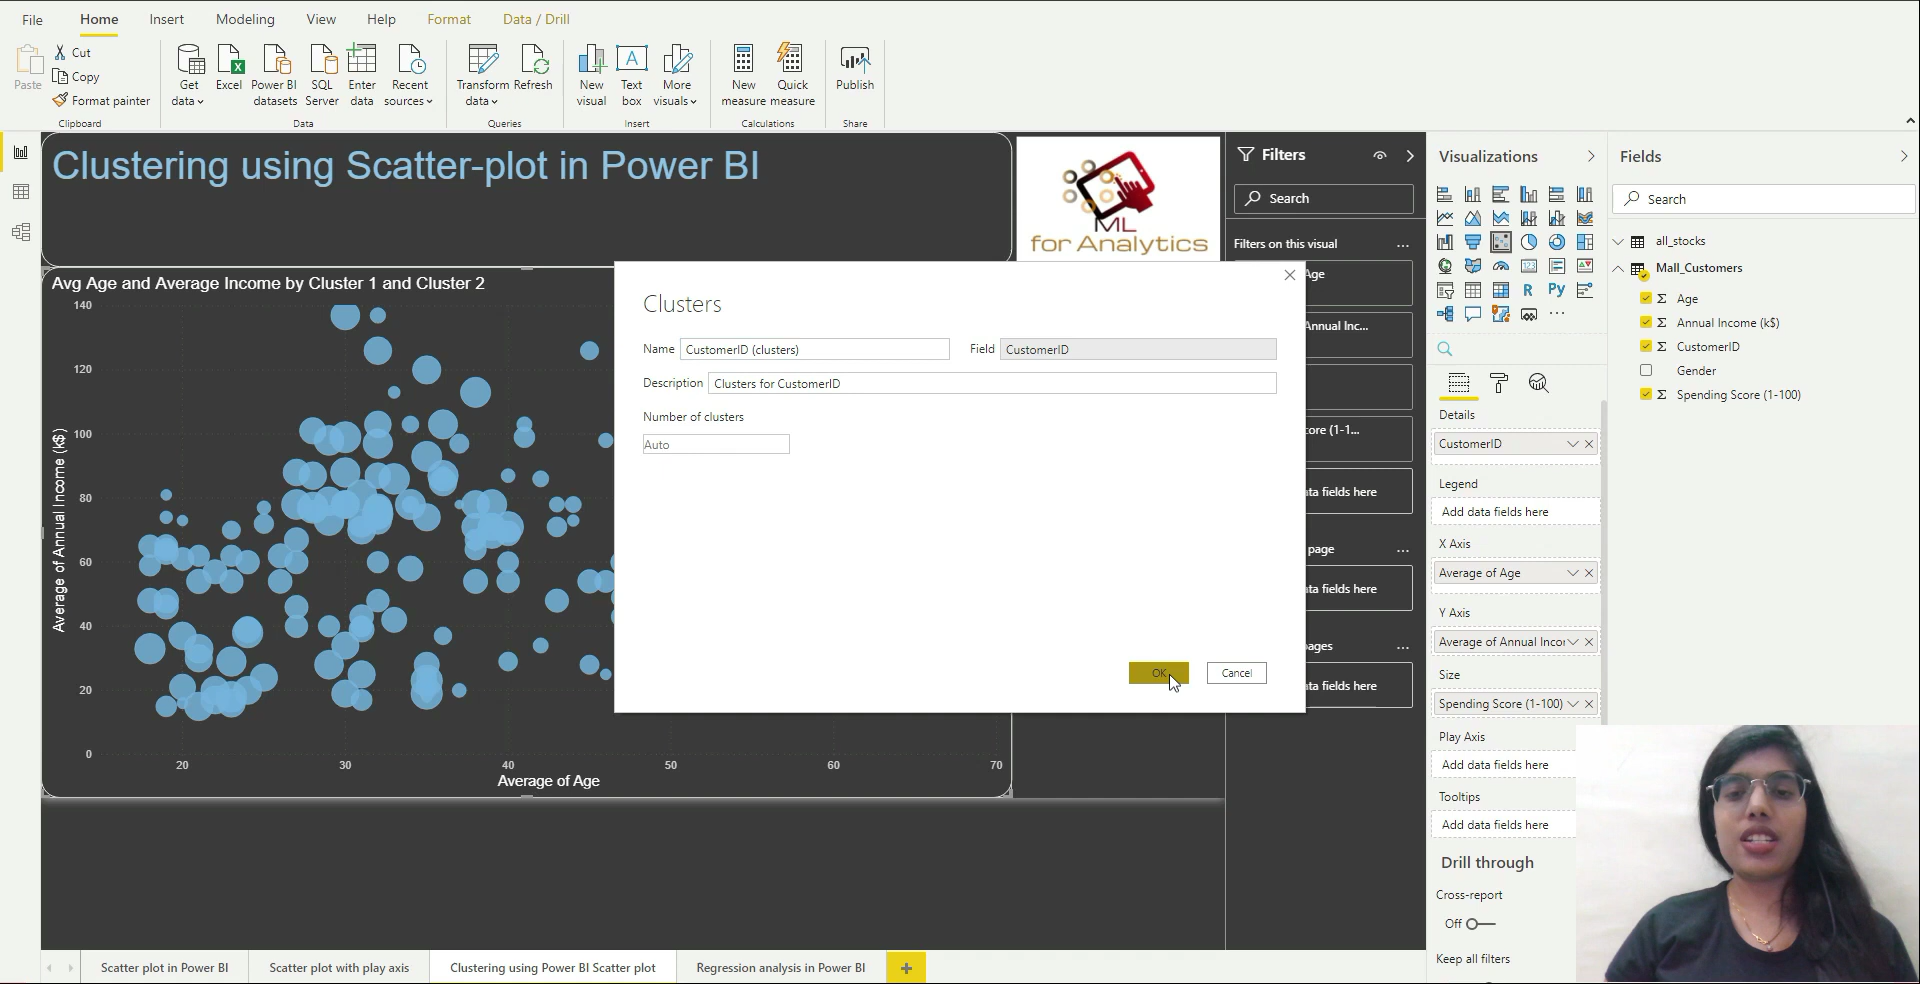 File Home Insert Modeling View Help Format Data / Drill
Paste
Cut
Copy
Format painter
Clipboard
Get data
Excel
Power BI datasets
SQL Server
Enter data
Recent sources
Data
Transform data
Refresh
Queries
New visual
Text box
More visuals
Insert
New measure
Quick measure
Calculations
Publish
Share
Clustering using Scatter-plot in Power BI
ML
for Analytics
Avg Age and Average Income by Cluster 1 and Cluster 2
Average of Annual Income (k$)
140
120
100
80
60
40
20
0
20 30 40 50 60 70
Average of Age
Clusters
Name CustomerID (clusters) Field CustomerID
Description Clusters for CustomerID
Number of clusters
Auto
OK Cancel
Filters
Search
Filters on this visual ...
Age
Annual Inc...
core (1-1...
ta fields here
page ...
ta fields here
ages ...
ta fields here
Visualizations
123
R Py
...
Details
CustomerID
Legend
Add data fields here
X Axis
Average of Age
Y Axis
Average of Annual Incor
Size
Spending Score (1-100)
Play Axis
Add data fields here
Tooltips
Add data fields here
Drill through
Cross-report
Off
Keep all filters
Fields
Search
all_stocks
Mall_Customers
Σ Age
Σ Annual Income (k$)
Σ CustomerID
Gender
Σ Spending Score (1-100)
Scatter plot in Power BI Scatter plot with play axis Clustering using Power BI Scatter plot Regression analysis in Power BI +